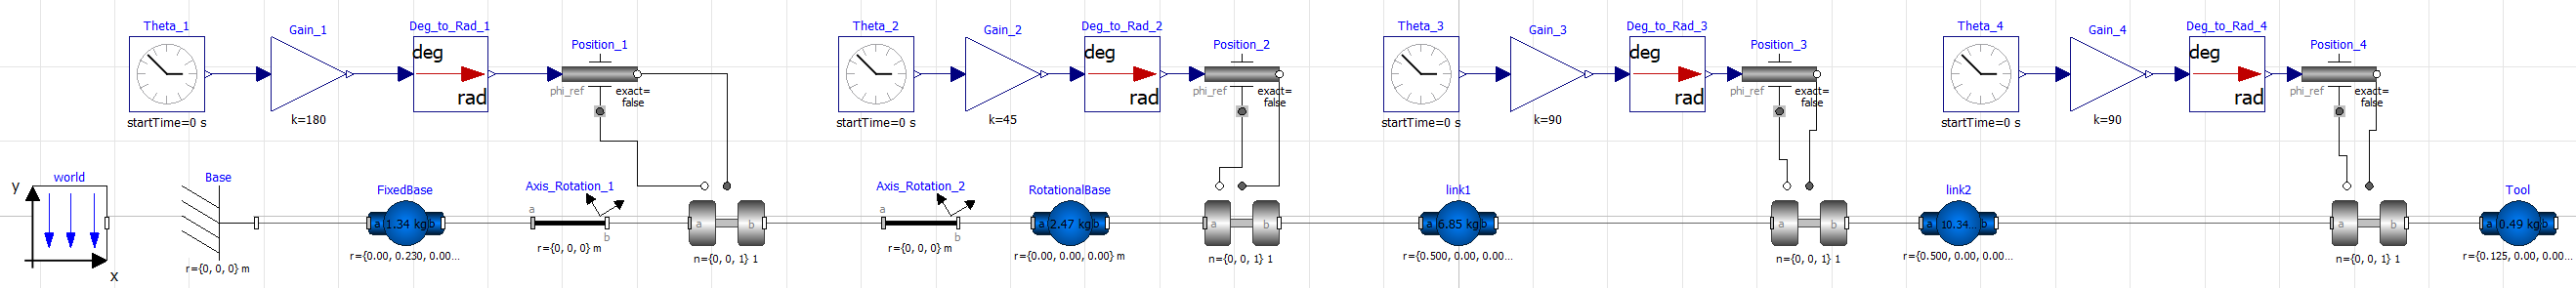 Theta_1
Gain_1
Deg_to_Rad_1
Position_1
Theta_2
Gain_2
Deg_to_Rad_2
Position_2
Theta_3
Gain_3
Deg_to_Rad_3
Position_3
Theta_4
Gain_4
Deg_to_Rad_4
Position_4
deg
rad
phi_ref
exact=
false
deg
rad
phi_ref
exact=
false
deg
rad
phi_ref
exact=
false
deg
rad
phi_ref
exact=
false
startTime=0 s
k=180
startTime=0 s
k=45
startTime=0 s
k=90
startTime=0 s
k=90
y
world
x
Base
r={0, 0, 0} m
FixedBase
a 1.34 kg b
r={0.00, 0.230, 0.00...
Axis_Rotation_1
a
b
r={0, 0, 0} m
a b
n={0, 0, 1} 1
Axis_Rotation_2
a
b
r={0, 0, 0} m
RotationalBase
a 2.47 kg b
r={0.00, 0.00, 0.00} m
a b
n={0, 0, 1} 1
link1
a 6.85 kg b
r={0.500, 0.00, 0.00...
a b
n={0, 0, 1} 1
link2
a 10.34... b
r={0.500, 0.00, 0.00...
a b
n={0, 0, 1} 1
Tool
a 0.49 kg b
r={0.125, 0.00, 0.00...